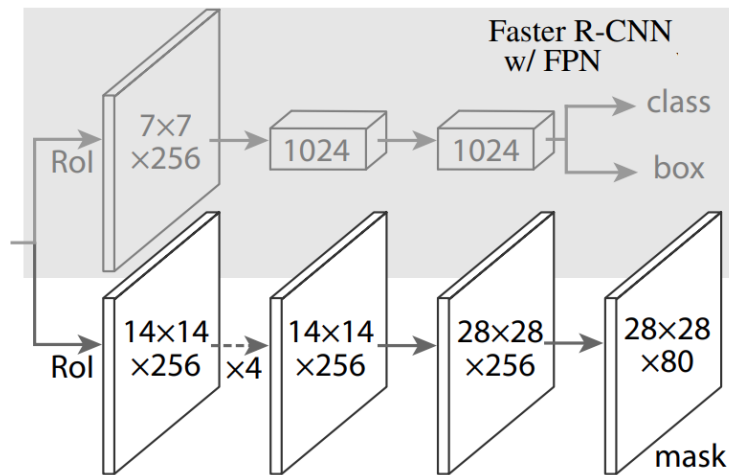 Faster R-CNN
w/ FPN
RoI
7×7
×256
1024
1024
class
box
RoI
14×14
×256
×4
14×14
×256
28×28
×256
28×28
×80
mask